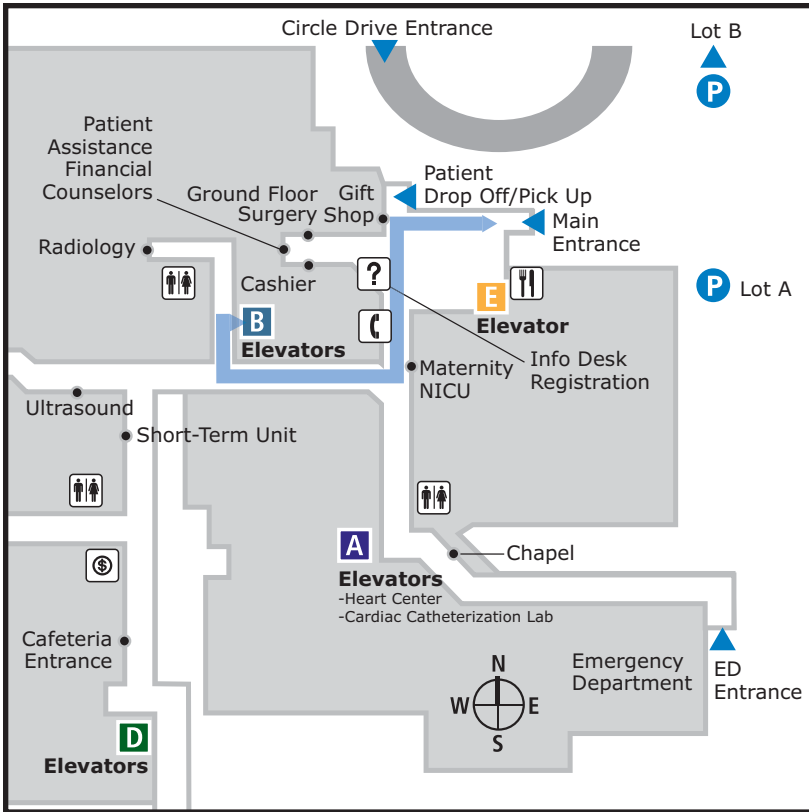 Circle Drive Entrance
Lot B
P
Patient
Assistance
Financial
Counselors
Ground Floor
Surgery
Gift
Shop
Patient
Drop Off/Pick Up
Main
Entrance
Radiology
Cashier
?
P
Lot A
E
Elevator
B
Elevators
Info Desk
Registration
Maternity
NICU
Ultrasound
Short-Term Unit
A
Elevators
-Heart Center
-Cardiac Catheterization Lab
Chapel
$
Cafeteria
Entrance
N
W
E
S
Emergency
Department
ED
Entrance
D
Elevators